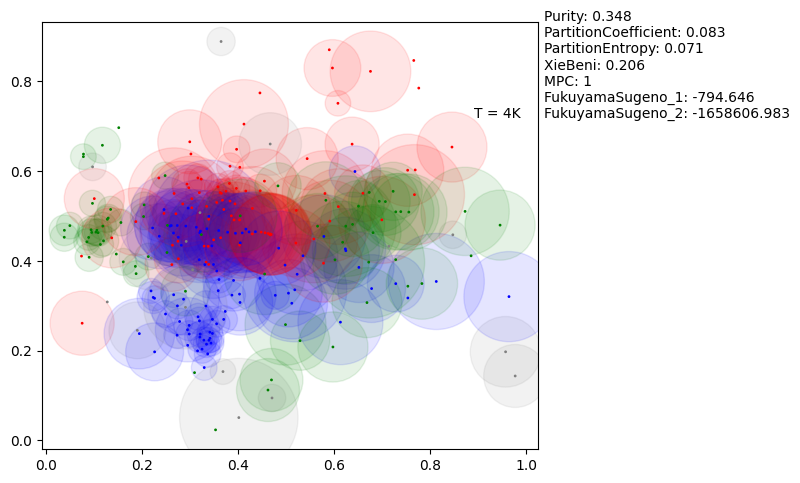 Purity: 0.348
PartitionCoefficient: 0.083
PartitionEntropy: 0.071
XieBeni: 0.206
MPC: 1
FukuyamaSugeno_1: -794.646
FukuyamaSugeno_2: -1658606.983
T = 4K
0.8
0.6
0.4
0.2
0.0
0.0 0.2 0.4 0.6 0.8 1.0